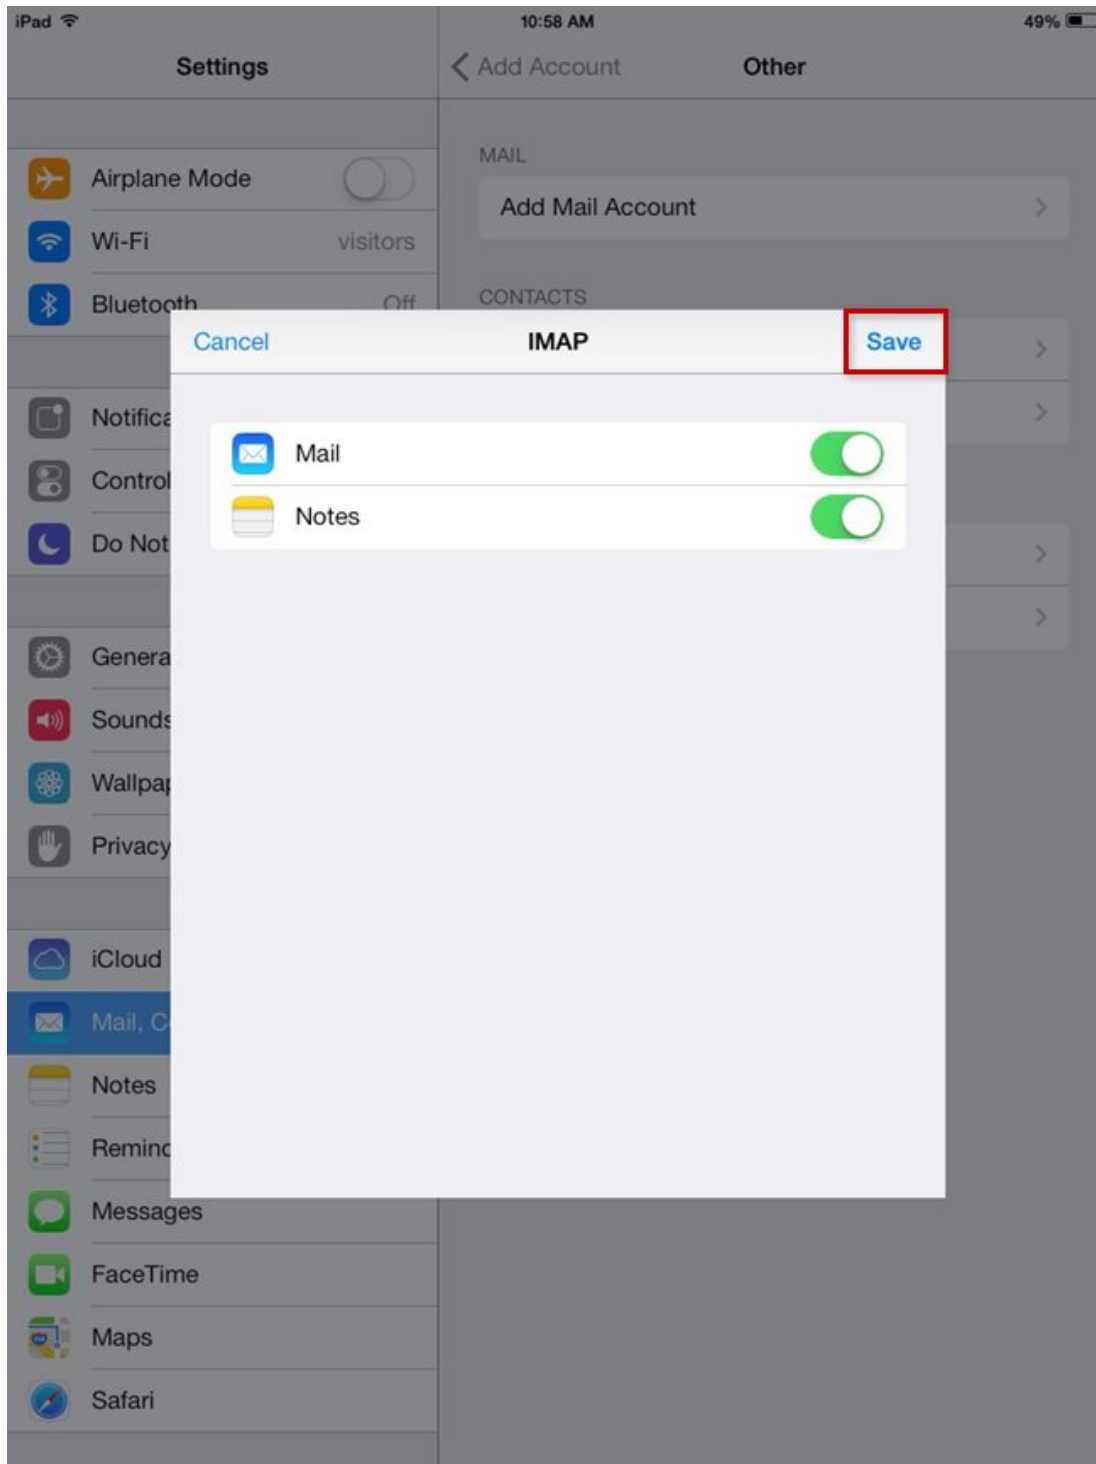 iPad 10:58 AM 49%
Settings
Add Account Other
Airplane Mode
Wi-Fi visitors
Bluetooth Off
Notifica
Control
Do Not
Genera
Sounds
Wallpap
Privacy
iCloud
Mail, C
Notes
Reminc
Messages
FaceTime
Maps
Safari
MAIL
Add Mail Account
CONTACTS
Cancel IMAP Save
Mail
Notes